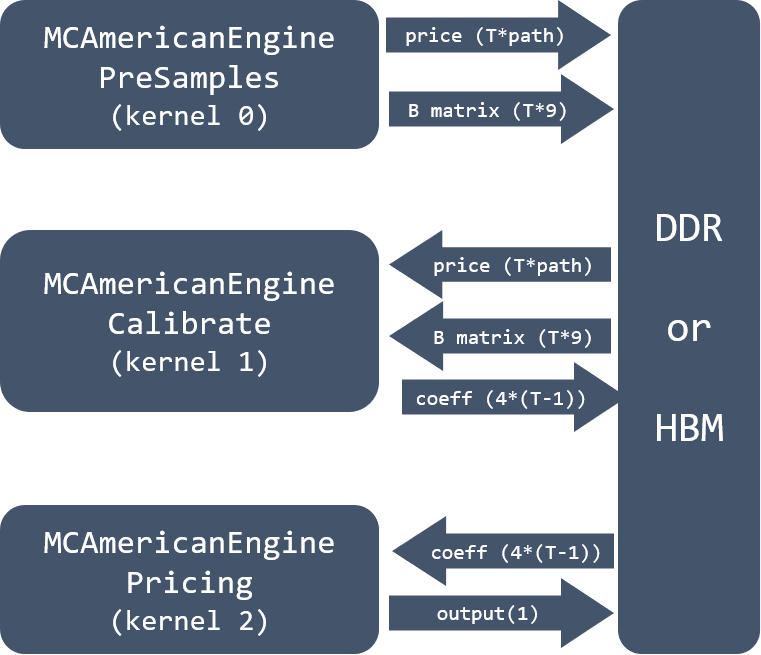 MCAmericanEngine
PreSamples
(kernel 0)
price (T*path)
B matrix (T*9)
MCAmericanEngine
Calibrate
(kernel 1)
price (T*path)
B matrix (T*9)
coeff (4*(T-1))
MCAmericanEngine
Pricing
(kernel 2)
coeff (4*(T-1))
output(1)
DDR
or
HBM